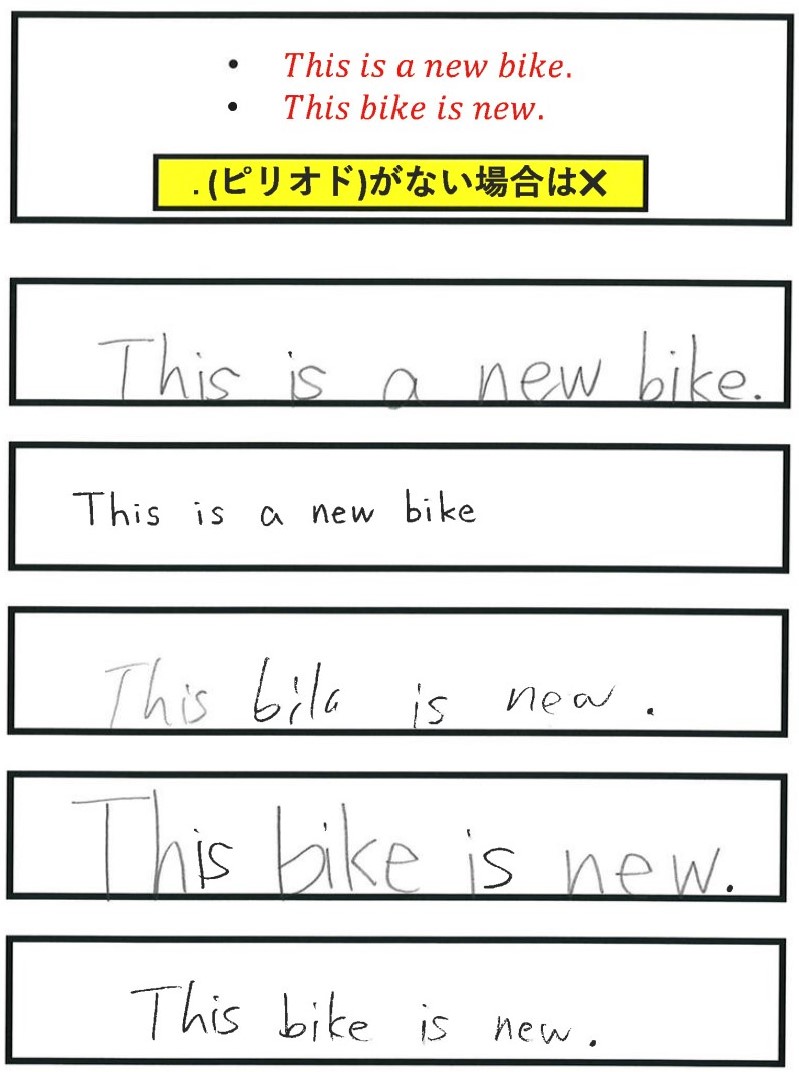 • This is a new bike.
• This bike is new.
. (ピリオド)がない場合は×
This is a new bike.
This is a new bike
This is new.
This bike is new.
This bike is new.